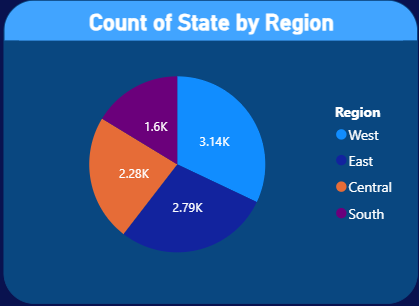 Count of State by Region
Region
West
East
Central
South
3.14K
2.79K
2.28K
1.6K